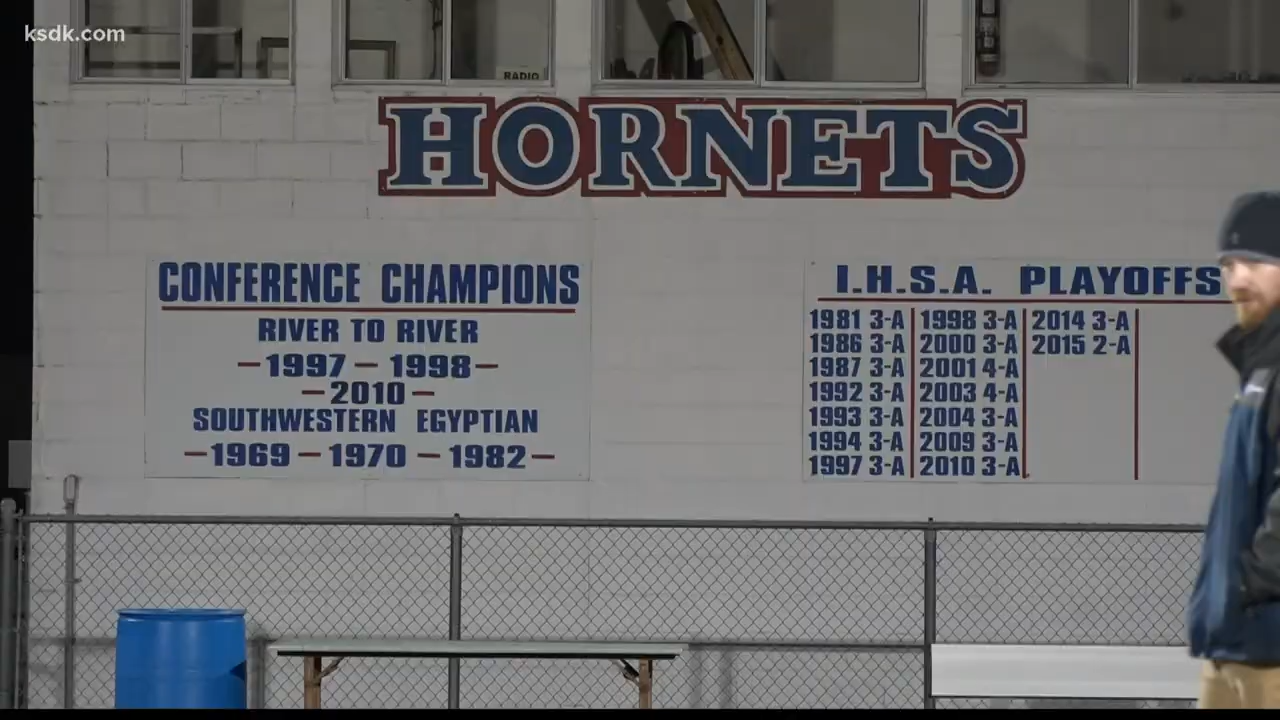 ksdk.com
RADIO
HORNETS
CONFERENCE CHAMPIONS
RIVER TO RIVER
—1997 — 1998—
—2010—
SOUTHWESTERN EGYPTIAN
—1969 — 1970 — 1982—
I.H.S.A. PLAYOFFS
1981 3-A
1986 3-A
1987 3-A
1992 3-A
1993 3-A
1994 3-A
1997 3-A
1998 3-A
2000 3-A
2001 4-A
2003 4-A
2004 3-A
2009 3-A
2010 3-A
2014 3-A
2015 2-A